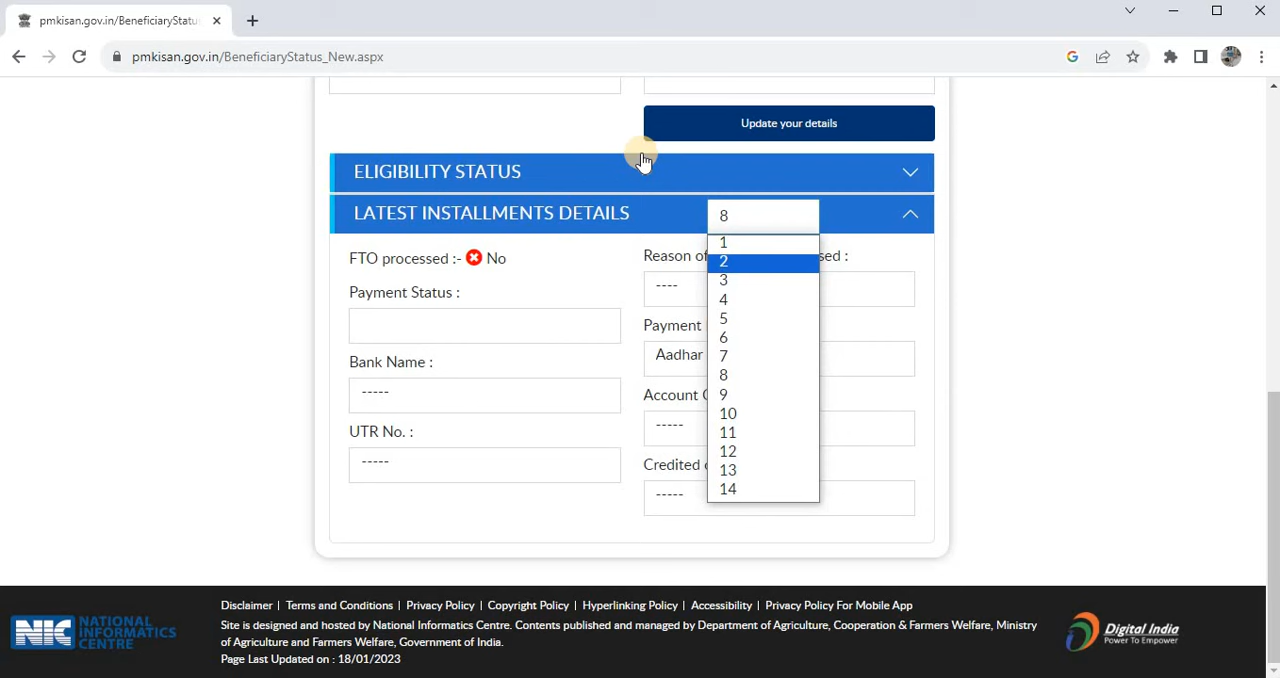 pmkisan.gov.in/BeneficiaryStatu
pmkisan.gov.in/BeneficiaryStatus_New.aspx
Update your details
ELIGIBILITY STATUS
LATEST INSTALLMENTS DETAILS
8
FTO processed :- No
Reason of
sed :
1
2
3
4
5
6
7
8
9
10
11
12
13
14
----
Payment Status :
Payment
Aadhar
Bank Name :
-----
Account
-----
UTR No. :
-----
Credited
-----
NIC NATIONAL
INFORMATICS
CENTRE
Disclaimer | Terms and Conditions | Privacy Policy | Copyright Policy | Hyperlinking Policy | Accessibility | Privacy Policy For Mobile App
Site is designed and hosted by National Informatics Centre. Contents published and managed by Department of Agriculture, Cooperation & Farmers Welfare, Ministry
of Agriculture and Farmers Welfare, Government of India.
Page Last Updated on : 18/01/2023
Digital India
Power To Empower